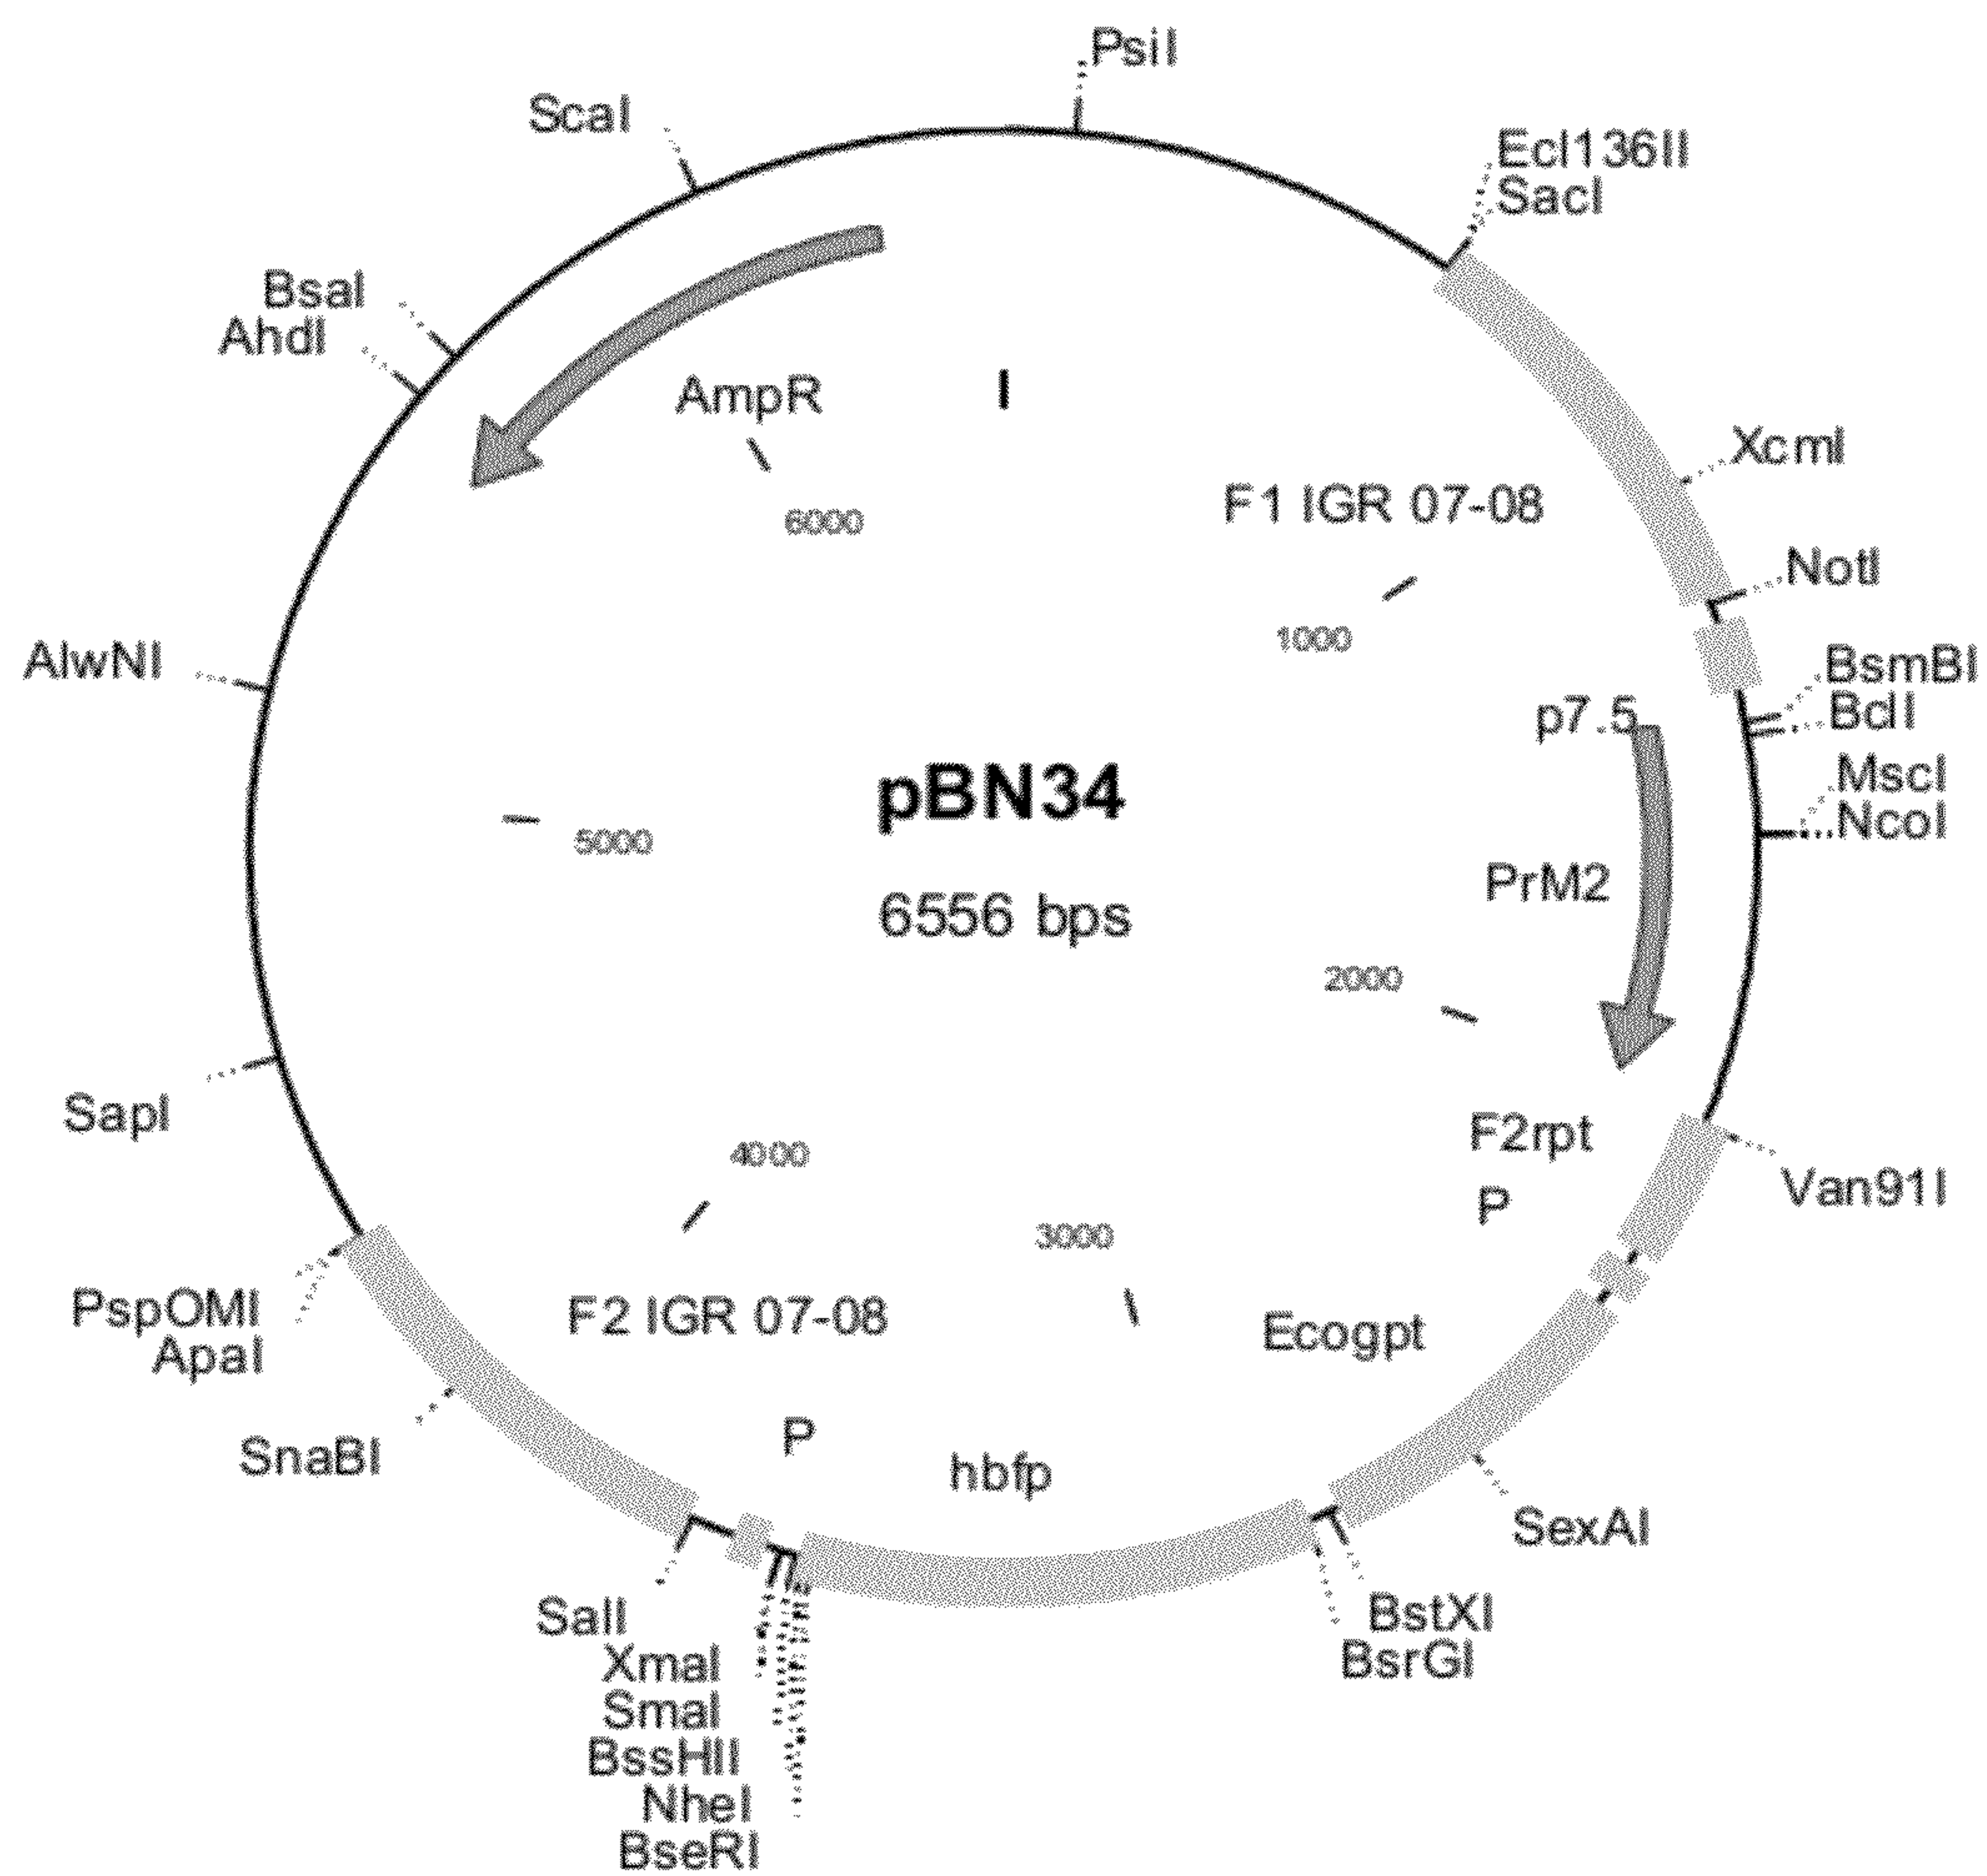 PsiI
ScaI
Ecl136II
SacI
BsaI
AhdI
AmpR
I
XcmI
F1 IGR 07-08
6000
NotI
1000
AlwNI
BsmBI
p7.5
BclI
MscI
pBN34
NcoI
5000
PrM2
6556 bps
2000
SapI
F2rpt
4000
Van91I
P
3000
PspOMI
F2 IGR 07-08
Ecogpt
ApaI
P
SnaBI
hbfp
SexAI
SalI
BstXI
XmaI
BsrGI
SmaI
BssHII
NheI
BseRI